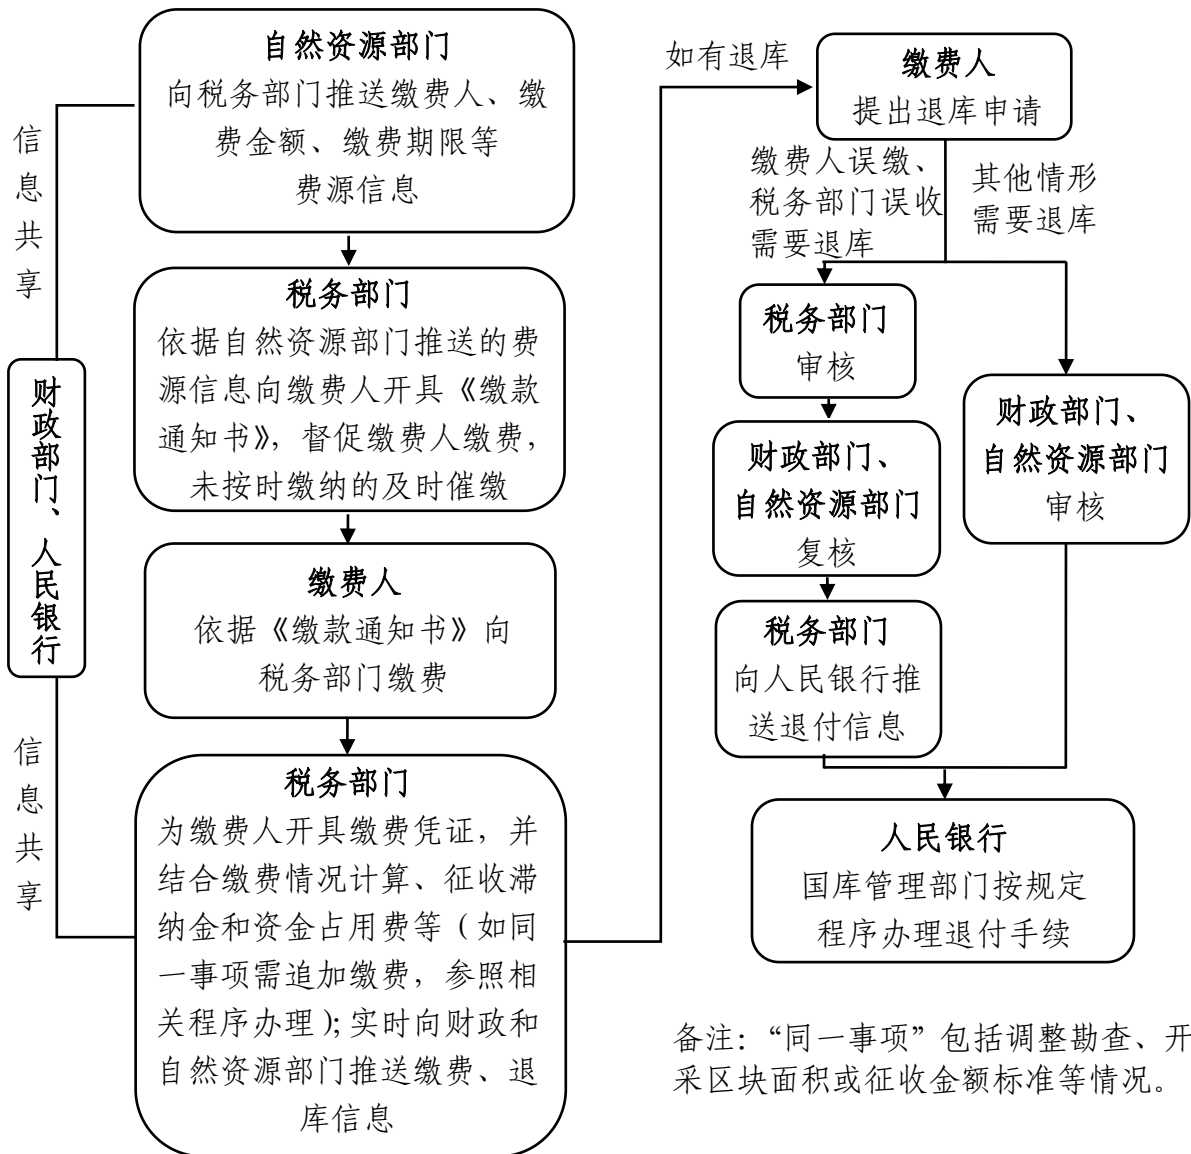 自然资源部门
向税务部门推送缴费人、缴
费金额、缴费期限等
费源信息
信息共享
税务部门
依据自然资源部门推送的费
源信息向缴费人开具《缴款
通知书》，督促缴费人缴费，
未按时缴纳的及时催缴
财政部门、人民银行
缴费人
依据《缴款通知书》向
税务部门缴费
信息共享
税务部门
为缴费人开具缴费凭证，并
结合缴费情况计算、征收滞
纳金和资金占用费等（如同
一事项需追加缴费，参照相
关程序办理）；实时向财政和
自然资源部门推送缴费、退
库信息
如有退库
缴费人
提出退库申请
缴费人误缴、
税务部门误收
需要退库
其他情形
需要退库
税务部门
审核
财政部门、
自然资源部门
复核
税务部门
向人民银行推
送退付信息
财政部门、
自然资源部门
审核
人民银行
国库管理部门按规定
程序办理退付手续
备注：“同一事项”包括调整勘查、开
采区块面积或征收金额标准等情况。